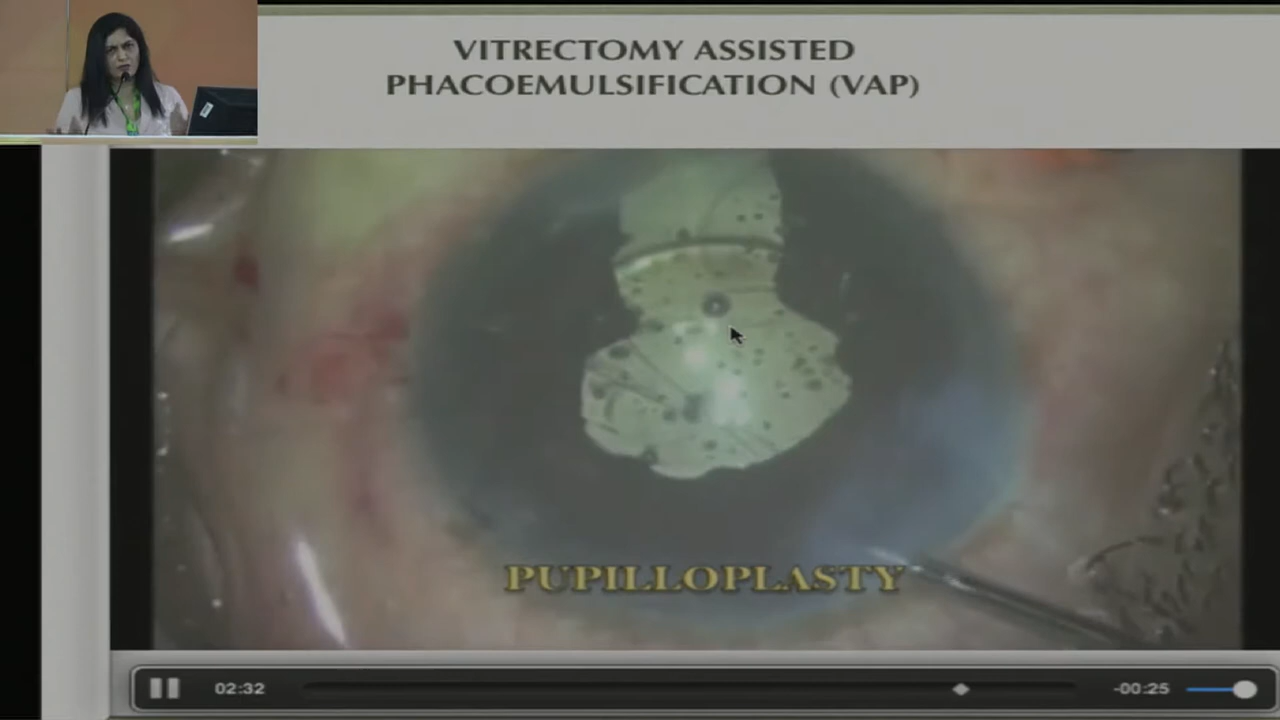 VITRECTOMY ASSISTED
PHACOEMULSIFICATION (VAP)
PUPILLOPLASTY
02:32
-00:25